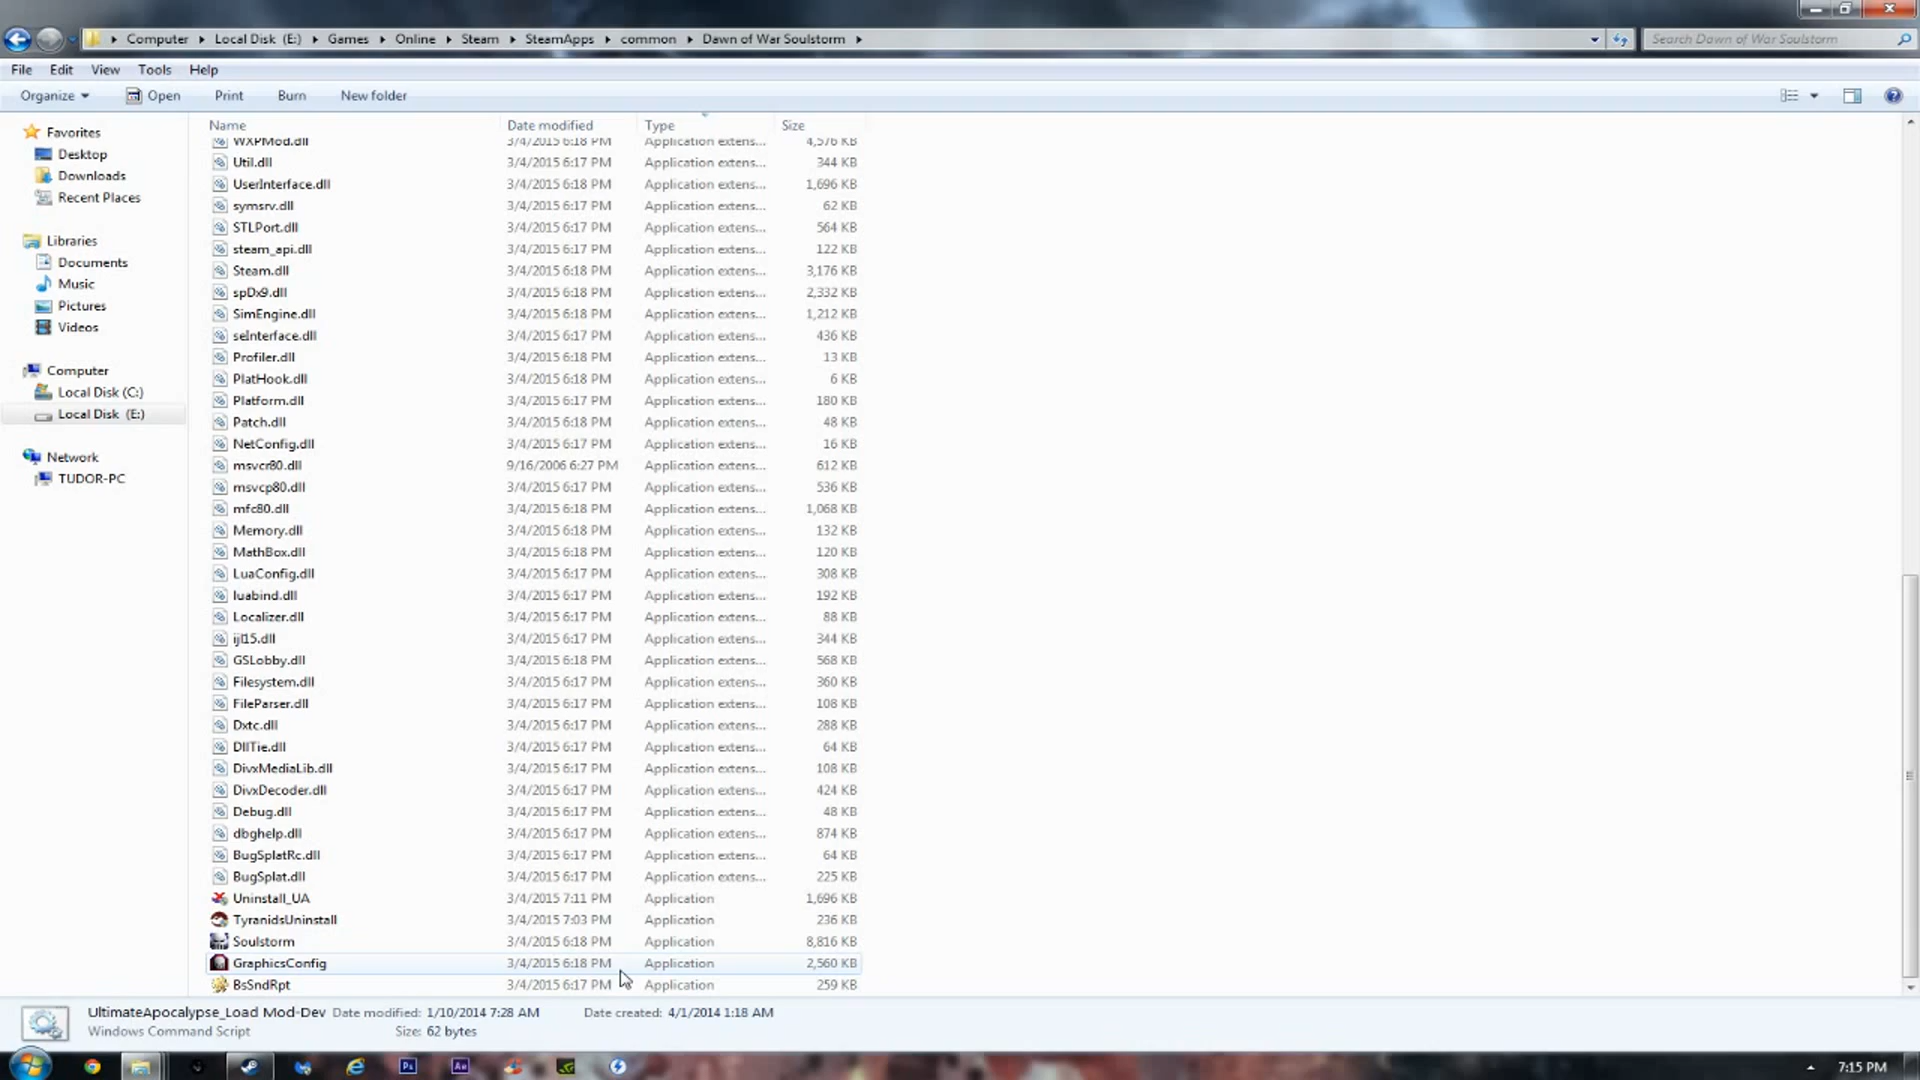 Computer Local Disk (E:) Games Online Steam SteamApps common Dawn of War Soulstorm Search Dawn of War Soulstorm
File Edit View Tools Help
Organize Open Print Burn New folder
Favorites
Desktop
Downloads
Recent Places
Libraries
Documents
Music
Pictures
Videos
Computer
Local Disk (C:)
Local Disk (E:)
Network
TUDOR-PC
Name Date modified Type Size
WXPMod.dll 3/4/2015 6:18 PM Application extens... 4,576 KB
Util.dll 3/4/2015 6:17 PM Application extens... 344 KB
UserInterface.dll 3/4/2015 6:18 PM Application extens... 1,696 KB
symsrv.dll 3/4/2015 6:17 PM Application extens... 62 KB
STLPort.dll 3/4/2015 6:17 PM Application extens... 564 KB
steam_api.dll 3/4/2015 6:17 PM Application extens... 122 KB
Steam.dll 3/4/2015 6:18 PM Application extens... 3,176 KB
spDx9.dll 3/4/2015 6:18 PM Application extens... 2,332 KB
SimEngine.dll 3/4/2015 6:18 PM Application extens... 1,212 KB
seInterface.dll 3/4/2015 6:17 PM Application extens... 436 KB
Profiler.dll 3/4/2015 6:18 PM Application extens... 13 KB
PlatHook.dll 3/4/2015 6:18 PM Application extens... 6 KB
Platform.dll 3/4/2015 6:17 PM Application extens... 180 KB
Patch.dll 3/4/2015 6:18 PM Application extens... 48 KB
NetConfig.dll 3/4/2015 6:17 PM Application extens... 16 KB
msvcr80.dll 9/16/2006 6:27 PM Application extens... 612 KB
msvcp80.dll 3/4/2015 6:17 PM Application extens... 536 KB
mfc80.dll 3/4/2015 6:18 PM Application extens... 1,068 KB
Memory.dll 3/4/2015 6:18 PM Application extens... 132 KB
MathBox.dll 3/4/2015 6:18 PM Application extens... 120 KB
LuaConfig.dll 3/4/2015 6:17 PM Application extens... 308 KB
luabind.dll 3/4/2015 6:17 PM Application extens... 192 KB
Localizer.dll 3/4/2015 6:17 PM Application extens... 88 KB
ijl15.dll 3/4/2015 6:17 PM Application extens... 344 KB
GSLobby.dll 3/4/2015 6:18 PM Application extens... 568 KB
Filesystem.dll 3/4/2015 6:17 PM Application extens... 360 KB
FileParser.dll 3/4/2015 6:17 PM Application extens... 108 KB
Dxtc.dll 3/4/2015 6:17 PM Application extens... 288 KB
DllTie.dll 3/4/2015 6:17 PM Application extens... 64 KB
DivxMediaLib.dll 3/4/2015 6:17 PM Application extens... 108 KB
DivxDecoder.dll 3/4/2015 6:17 PM Application extens... 424 KB
Debug.dll 3/4/2015 6:17 PM Application extens... 48 KB
dbghelp.dll 3/4/2015 6:17 PM Application extens... 874 KB
BugSplatRc.dll 3/4/2015 6:17 PM Application extens... 64 KB
BugSplat.dll 3/4/2015 6:17 PM Application extens... 225 KB
Uninstall_UA 3/4/2015 7:11 PM Application 1,696 KB
TyranidsUninstall 3/4/2015 7:03 PM Application 236 KB
Soulstorm 3/4/2015 6:18 PM Application 8,816 KB
GraphicsConfig 3/4/2015 6:18 PM Application 2,560 KB
BsSndRpt 3/4/2015 6:17 PM Application 259 KB
UltimateApocalypse_Load Mod-Dev Date modified: 1/10/2014 7:28 AM Date created: 4/1/2014 1:18 AM
Windows Command Script Size: 62 bytes
Ps Ae 7:15 PM